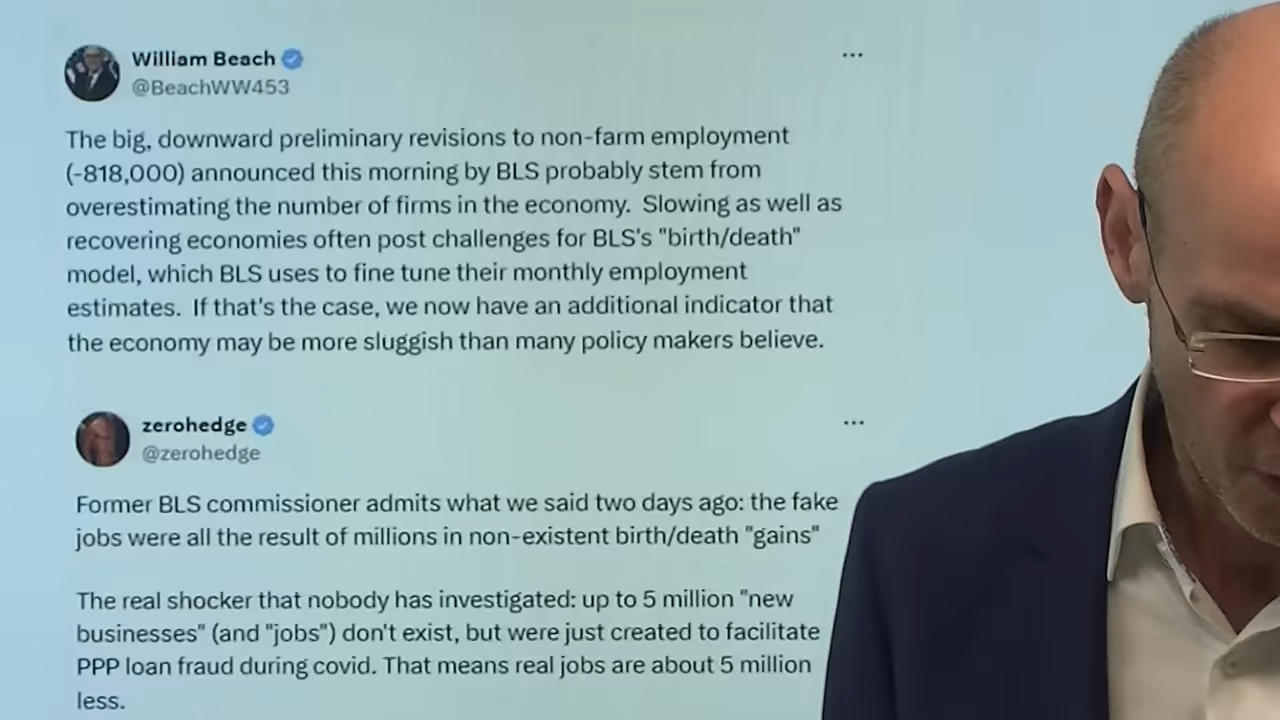 William Beach
@BeachWW453
The big, downward preliminary revisions to non-farm employment
(-818,000) announced this morning by BLS probably stem from
overestimating the number of firms in the economy. Slowing as well as
recovering economies often post challenges for BLS's "birth/death"
model, which BLS uses to fine tune their monthly employment
estimates. If that's the case, we now have an additional indicator that
the economy may be more sluggish than many policy makers believe.
zerohedge
@zerohedge
Former BLS commissioner admits what we said two days ago: the fake
jobs were all the result of millions in non-existent birth/death "gains"
The real shocker that nobody has investigated: up to 5 million "new
businesses" (and "jobs") don't exist, but were just created to facilitate
PPP loan fraud during covid. That means real jobs are about 5 million
less.